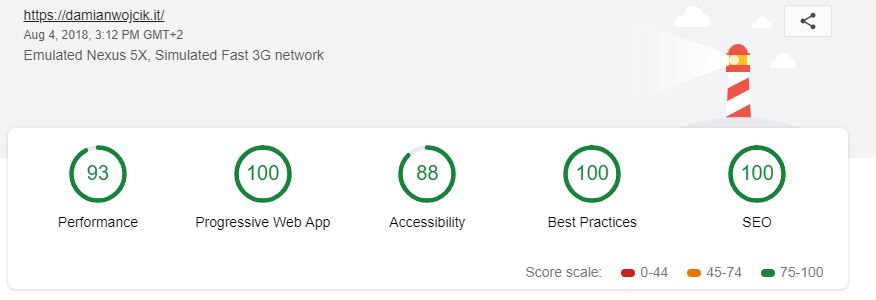 https://damianwojcik.it/
Aug 4, 2018, 3:12 PM GMT+2
Emulated Nexus 5X, Simulated Fast 3G network
93 100 88 100 100
Performance Progressive Web App Accessibility Best Practices SEO
Score scale: 0-44 45-74 75-100